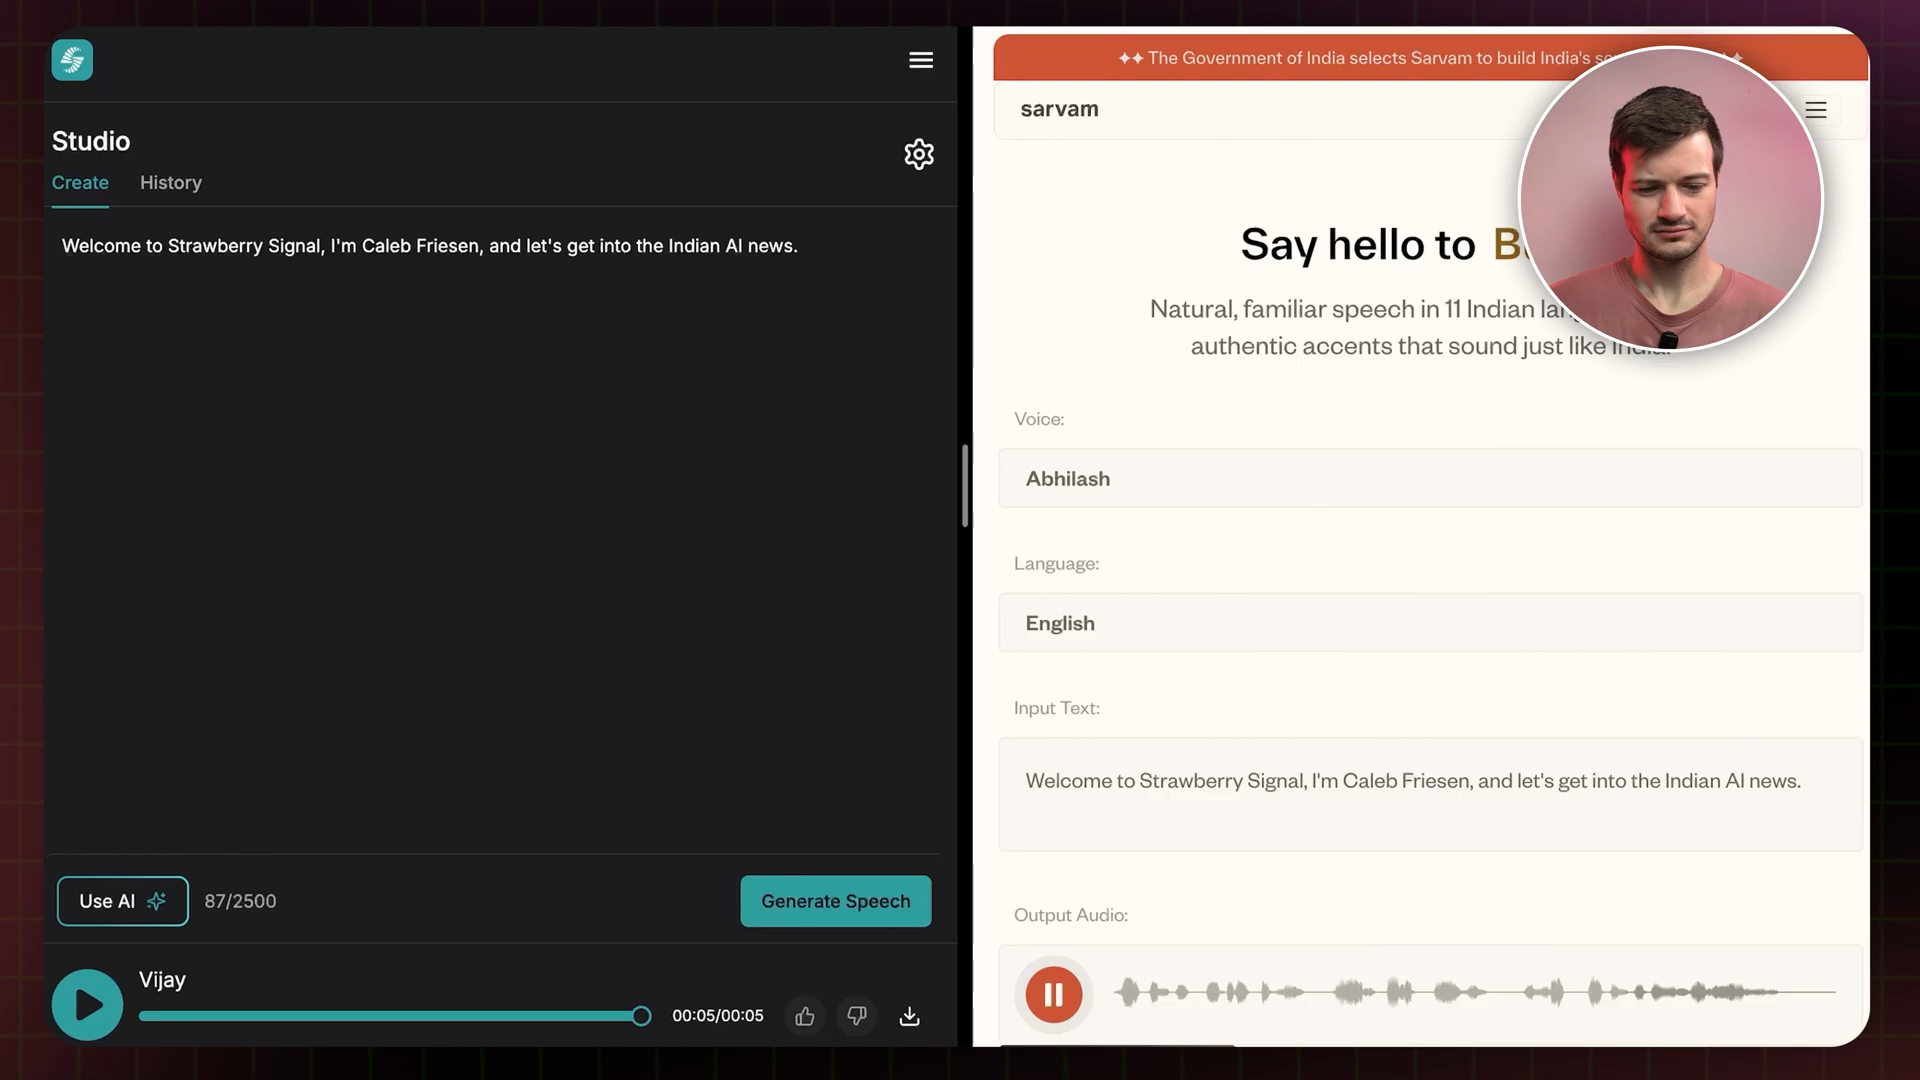 Studio
Create
History
Welcome to Strawberry Signal, I'm Caleb Friesen, and let's get into the Indian AI news.
Use AI
87/2500
Generate Speech
Vijay
00:05/00:05
The Government of India selects Sarvam to build India's
sarvam
Say hello to
Natural, familiar speech in 11 Indian
authentic accents that sound just like
Voice:
Abhilash
Language:
English
Input Text:
Welcome to Strawberry Signal, I'm Caleb Friesen, and let's get into the Indian AI news.
Output Audio: